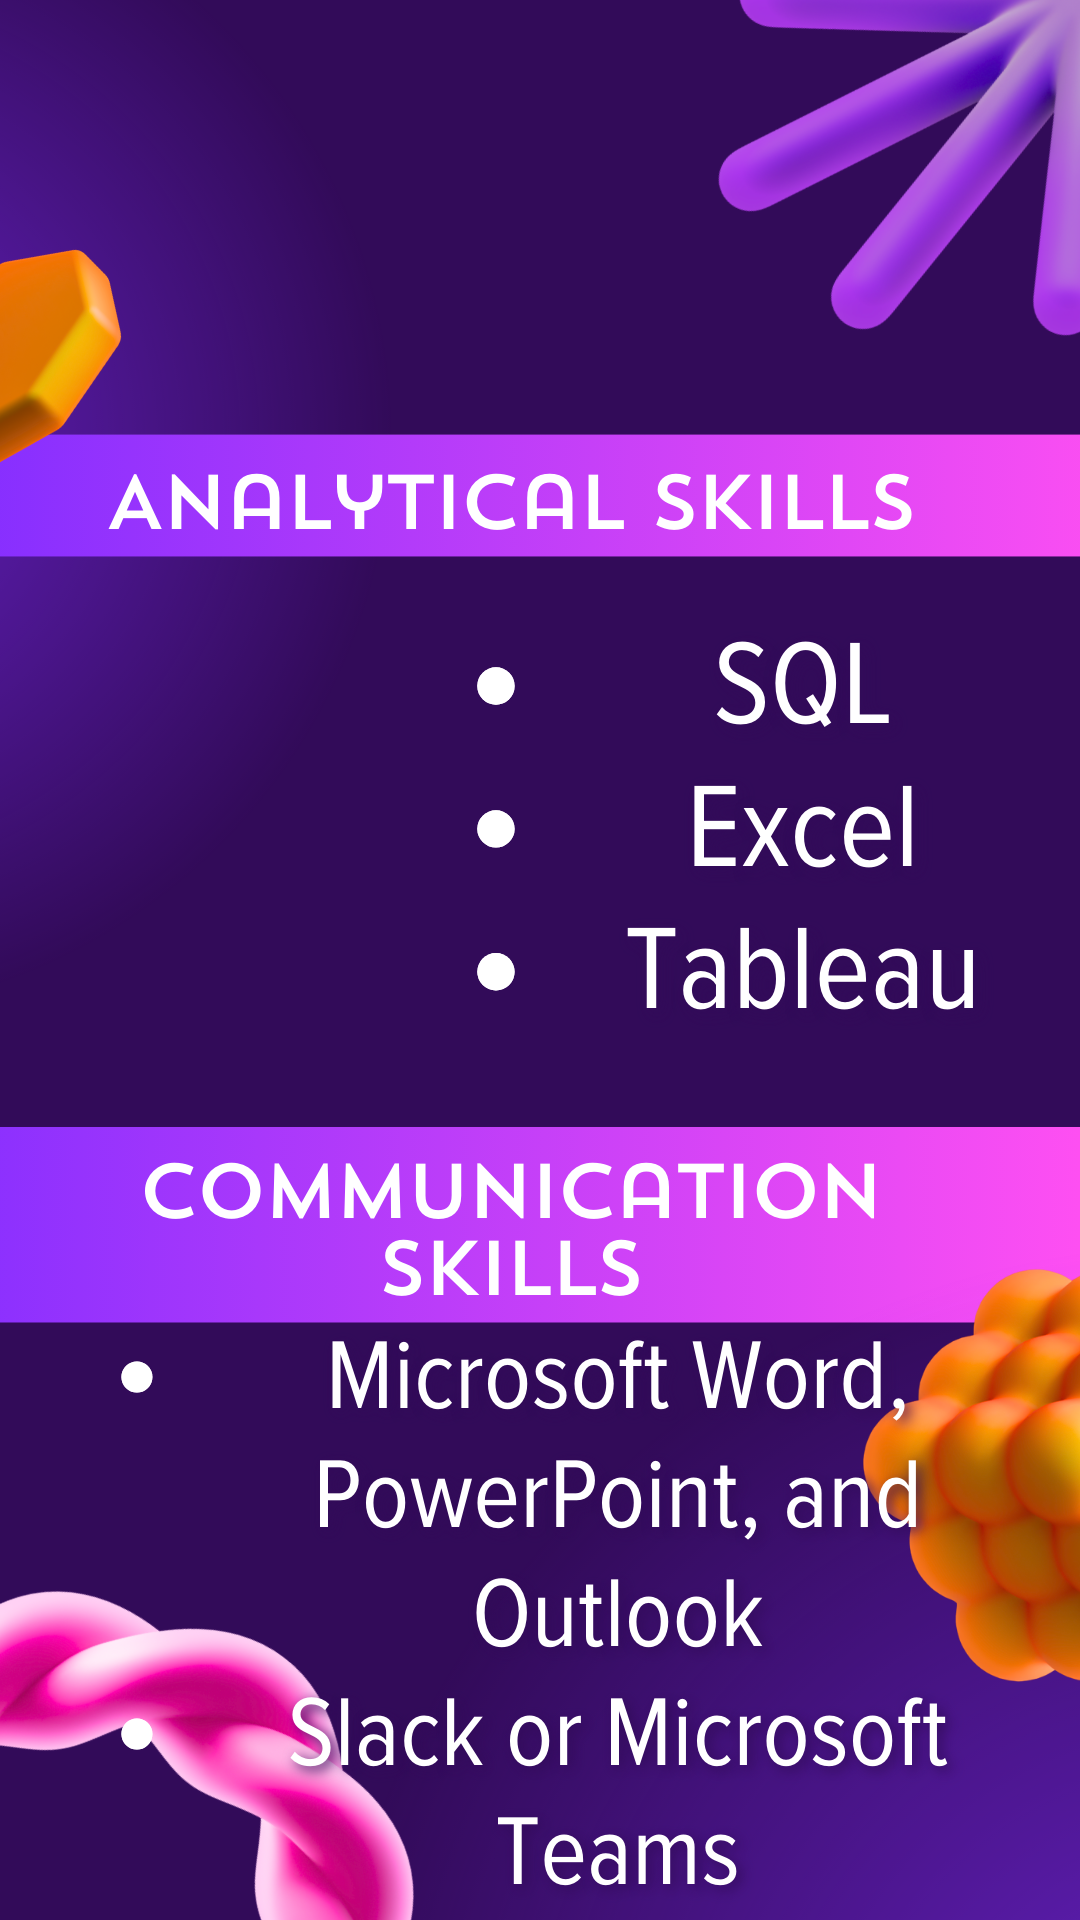 ANALYTICAL SKILLS
• SQL
• Excel
• Tableau
COMMUNICATION
SKILLS
• Microsoft Word,
PowerPoint, and
Outlook
• Slack or Microsoft
Teams